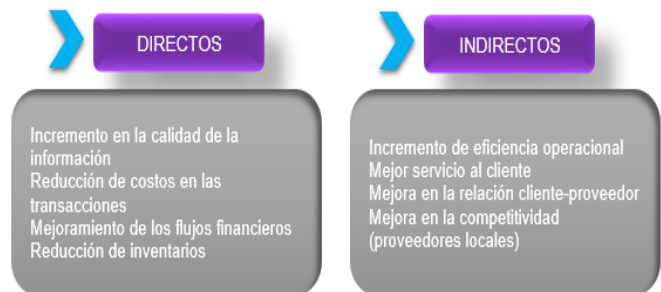 DIRECTOS
Incremento en la calidad de la
información
Reducción de costos en las
transacciones
Mejoramiento de los flujos financieros
Reducción de inventarios
INDIRECTOS
Incremento de eficiencia operacional
Mejor servicio al cliente
Mejora en la relación cliente-proveedor
Mejora en la competitividad
(proveedores locales)